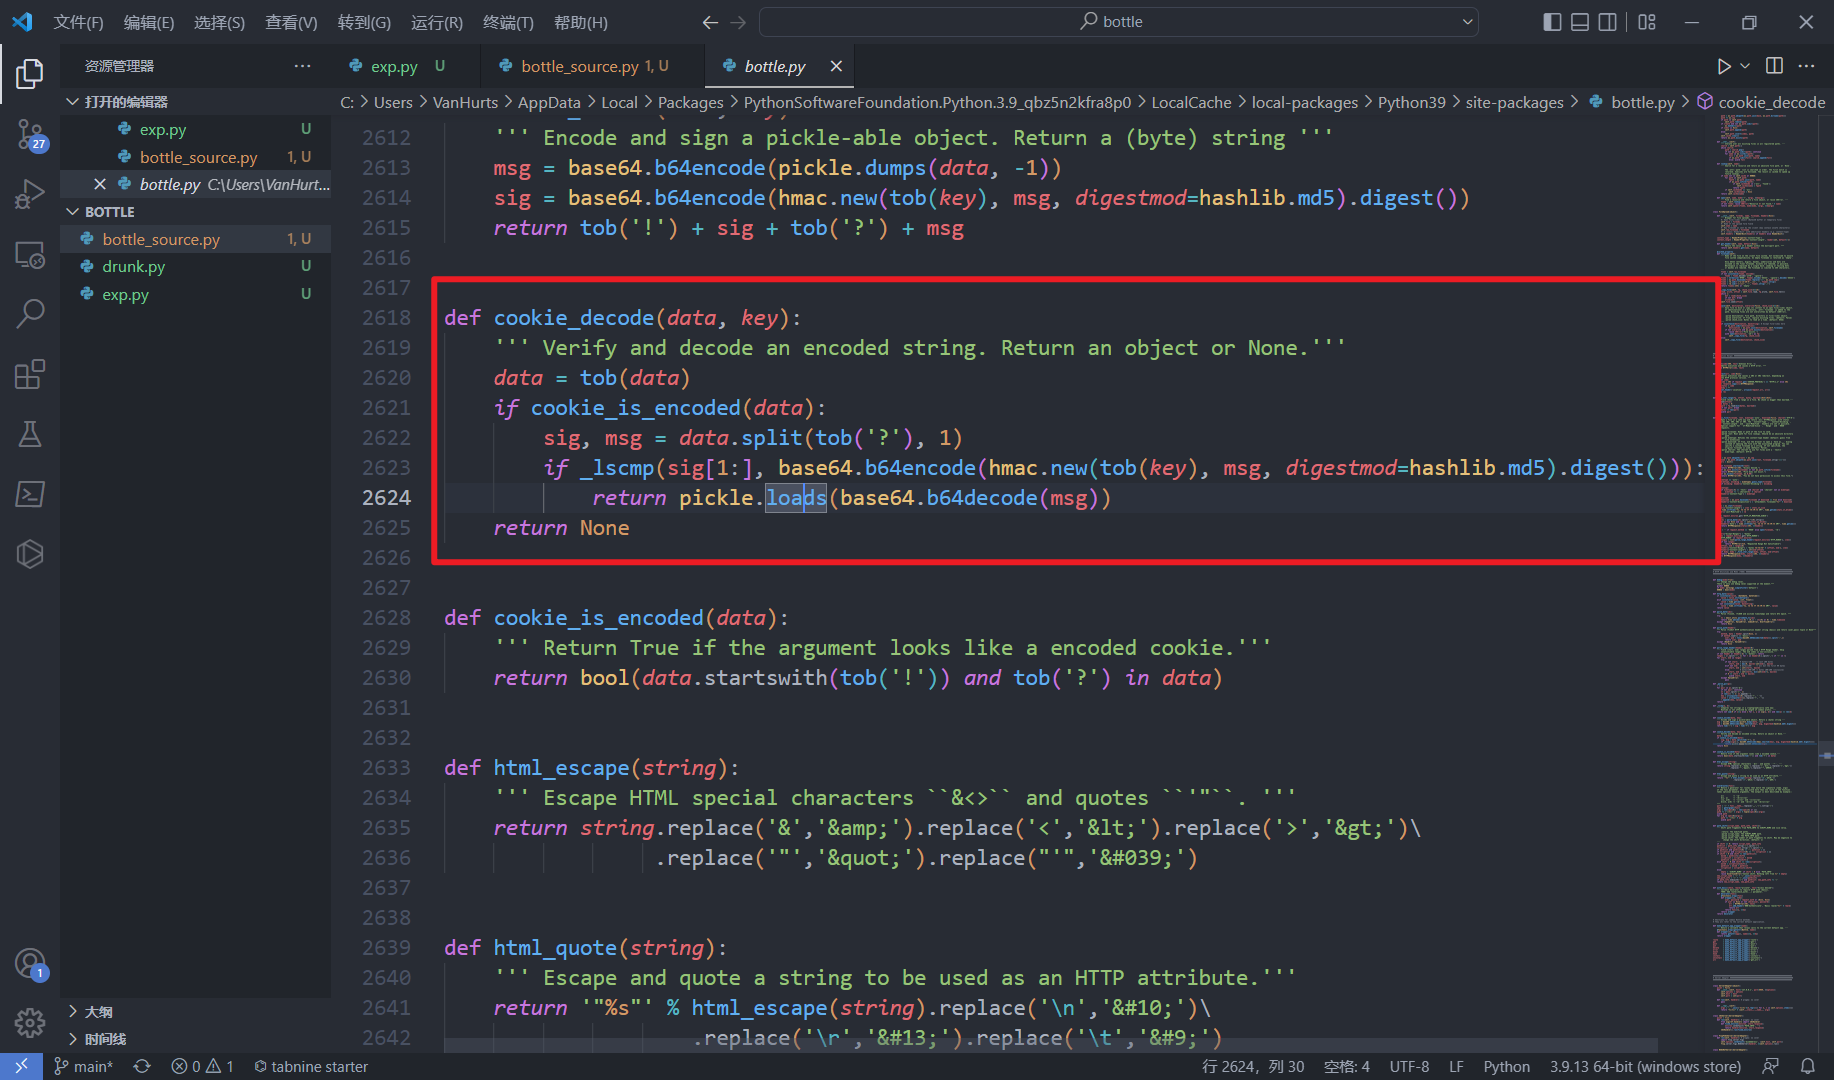 文件(F) 编辑(E) 选择(S) 查看(V) 转到(G) 运行(R) 终端(T) 帮助(H)
bottle
资源管理器
exp.py U
bottle_source.py 1, U
bottle.py
打开的编辑器
exp.py U
bottle_source.py 1, U
bottle.py C:\Users\VanHurt...
BOTTLE
bottle_source.py 1, U
drunk.py U
exp.py U
27
1
大纲
时间线
C: > Users > VanHurts > AppData > Local > Packages > PythonSoftwareFoundation.Python.3.9_qbz5n2kfra8p0 > LocalCache > local-packages > Python39 > site-packages > bottle.py > cookie_decode
2612 ''' Encode and sign a pickle-able object. Return a (byte) string '''
2613 msg = base64.b64encode(pickle.dumps(data, -1))
2614 sig = base64.b64encode(hmac.new(tob(key), msg, digestmod=hashlib.md5).digest())
2615 return tob('!') + sig + tob('?') + msg
2616
2617
2618 def cookie_decode(data, key):
2619 ''' Verify and decode an encoded string. Return an object or None.'''
2620 data = tob(data)
2621 if cookie_is_encoded(data):
2622 sig, msg = data.split(tob('?'), 1)
2623 if _lscmp(sig[1:], base64.b64encode(hmac.new(tob(key), msg, digestmod=hashlib.md5).digest())):
2624 return pickle.loads(base64.b64decode(msg))
2625 return None
2626
2627
2628 def cookie_is_encoded(data):
2629 ''' Return True if the argument looks like a encoded cookie.'''
2630 return bool(data.startswith(tob('!')) and tob('?') in data)
2631
2632
2633 def html_escape(string):
2634 ''' Escape HTML special characters ``&<>`` and quotes ``'"``. '''
2635 return string.replace('&','&amp;').replace('<','&lt;').replace('>','&gt;')\
2636 .replace('"','&quot;').replace("'",'&#039;')
2637
2638
2639 def html_quote(string):
2640 ''' Escape and quote a string to be used as an HTTP attribute.'''
2641 return '"%s"' % html_escape(string).replace('\n','&#10;')\
2642 .replace('\r','&#13;').replace('\t','&#9;')
main* 0 1 tabnine starter 行 2624, 列 30 空格: 4 UTF-8 LF Python 3.9.13 64-bit (windows store)